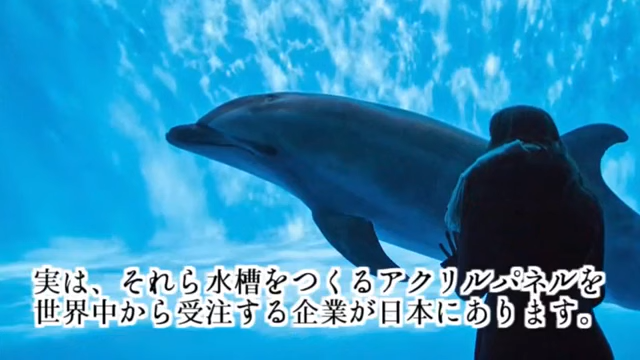 実は、それら水槽をつくるアクリルパネルを
世界中から受注する企業が日本にあります。